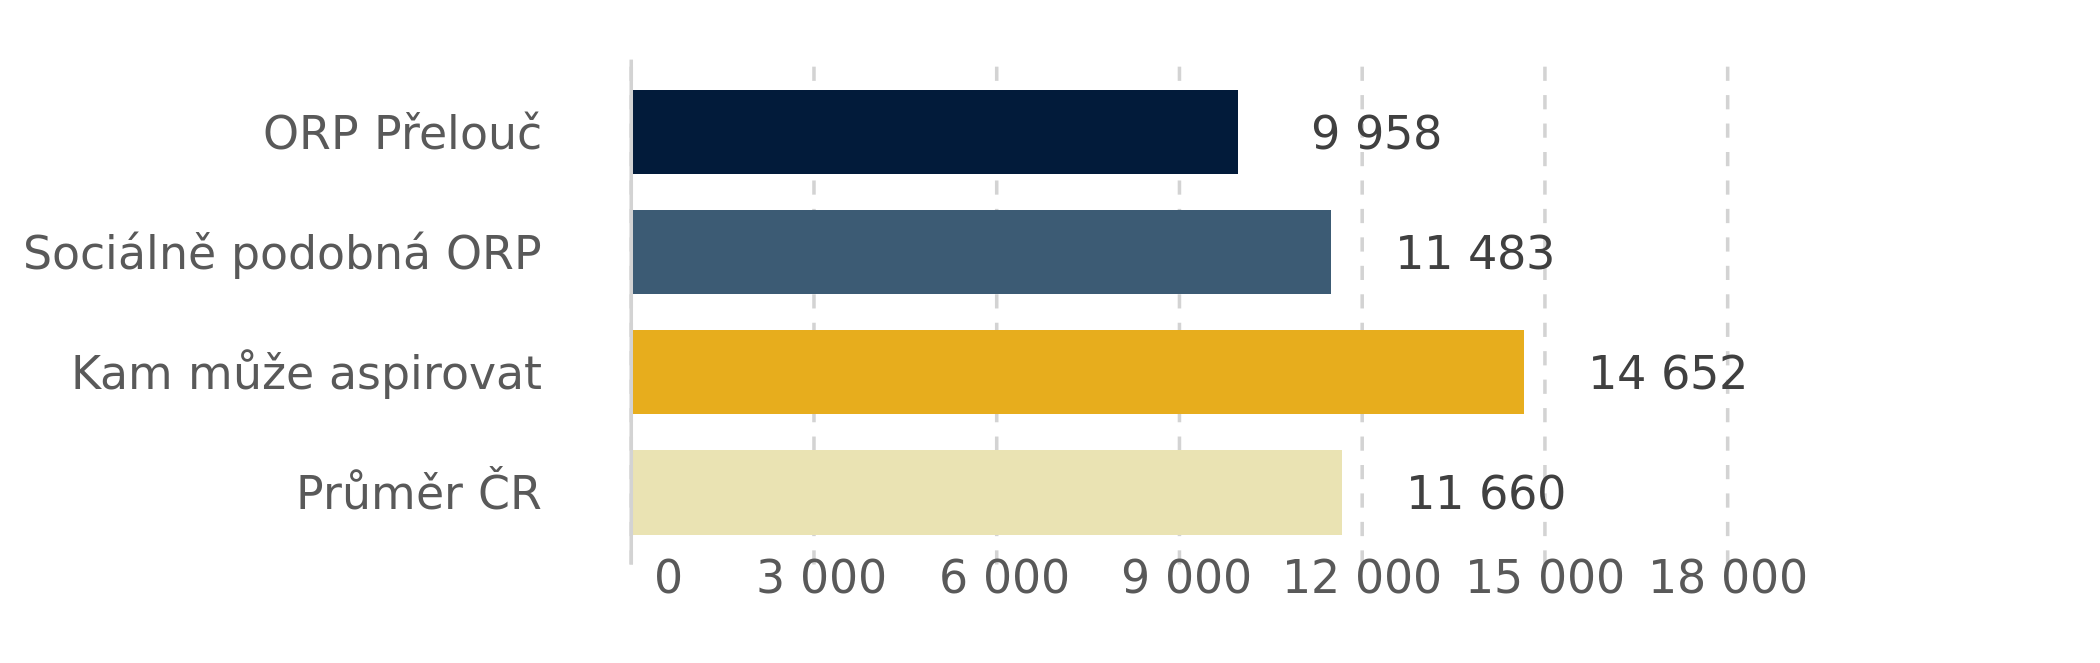 ORP Přelouč 9 958
Sociálně podobná ORP 11 483
Kam může aspirovat 14 652
Průměr ČR 11 660
0 3 000 6 000 9 000 12 000 15 000 18 000